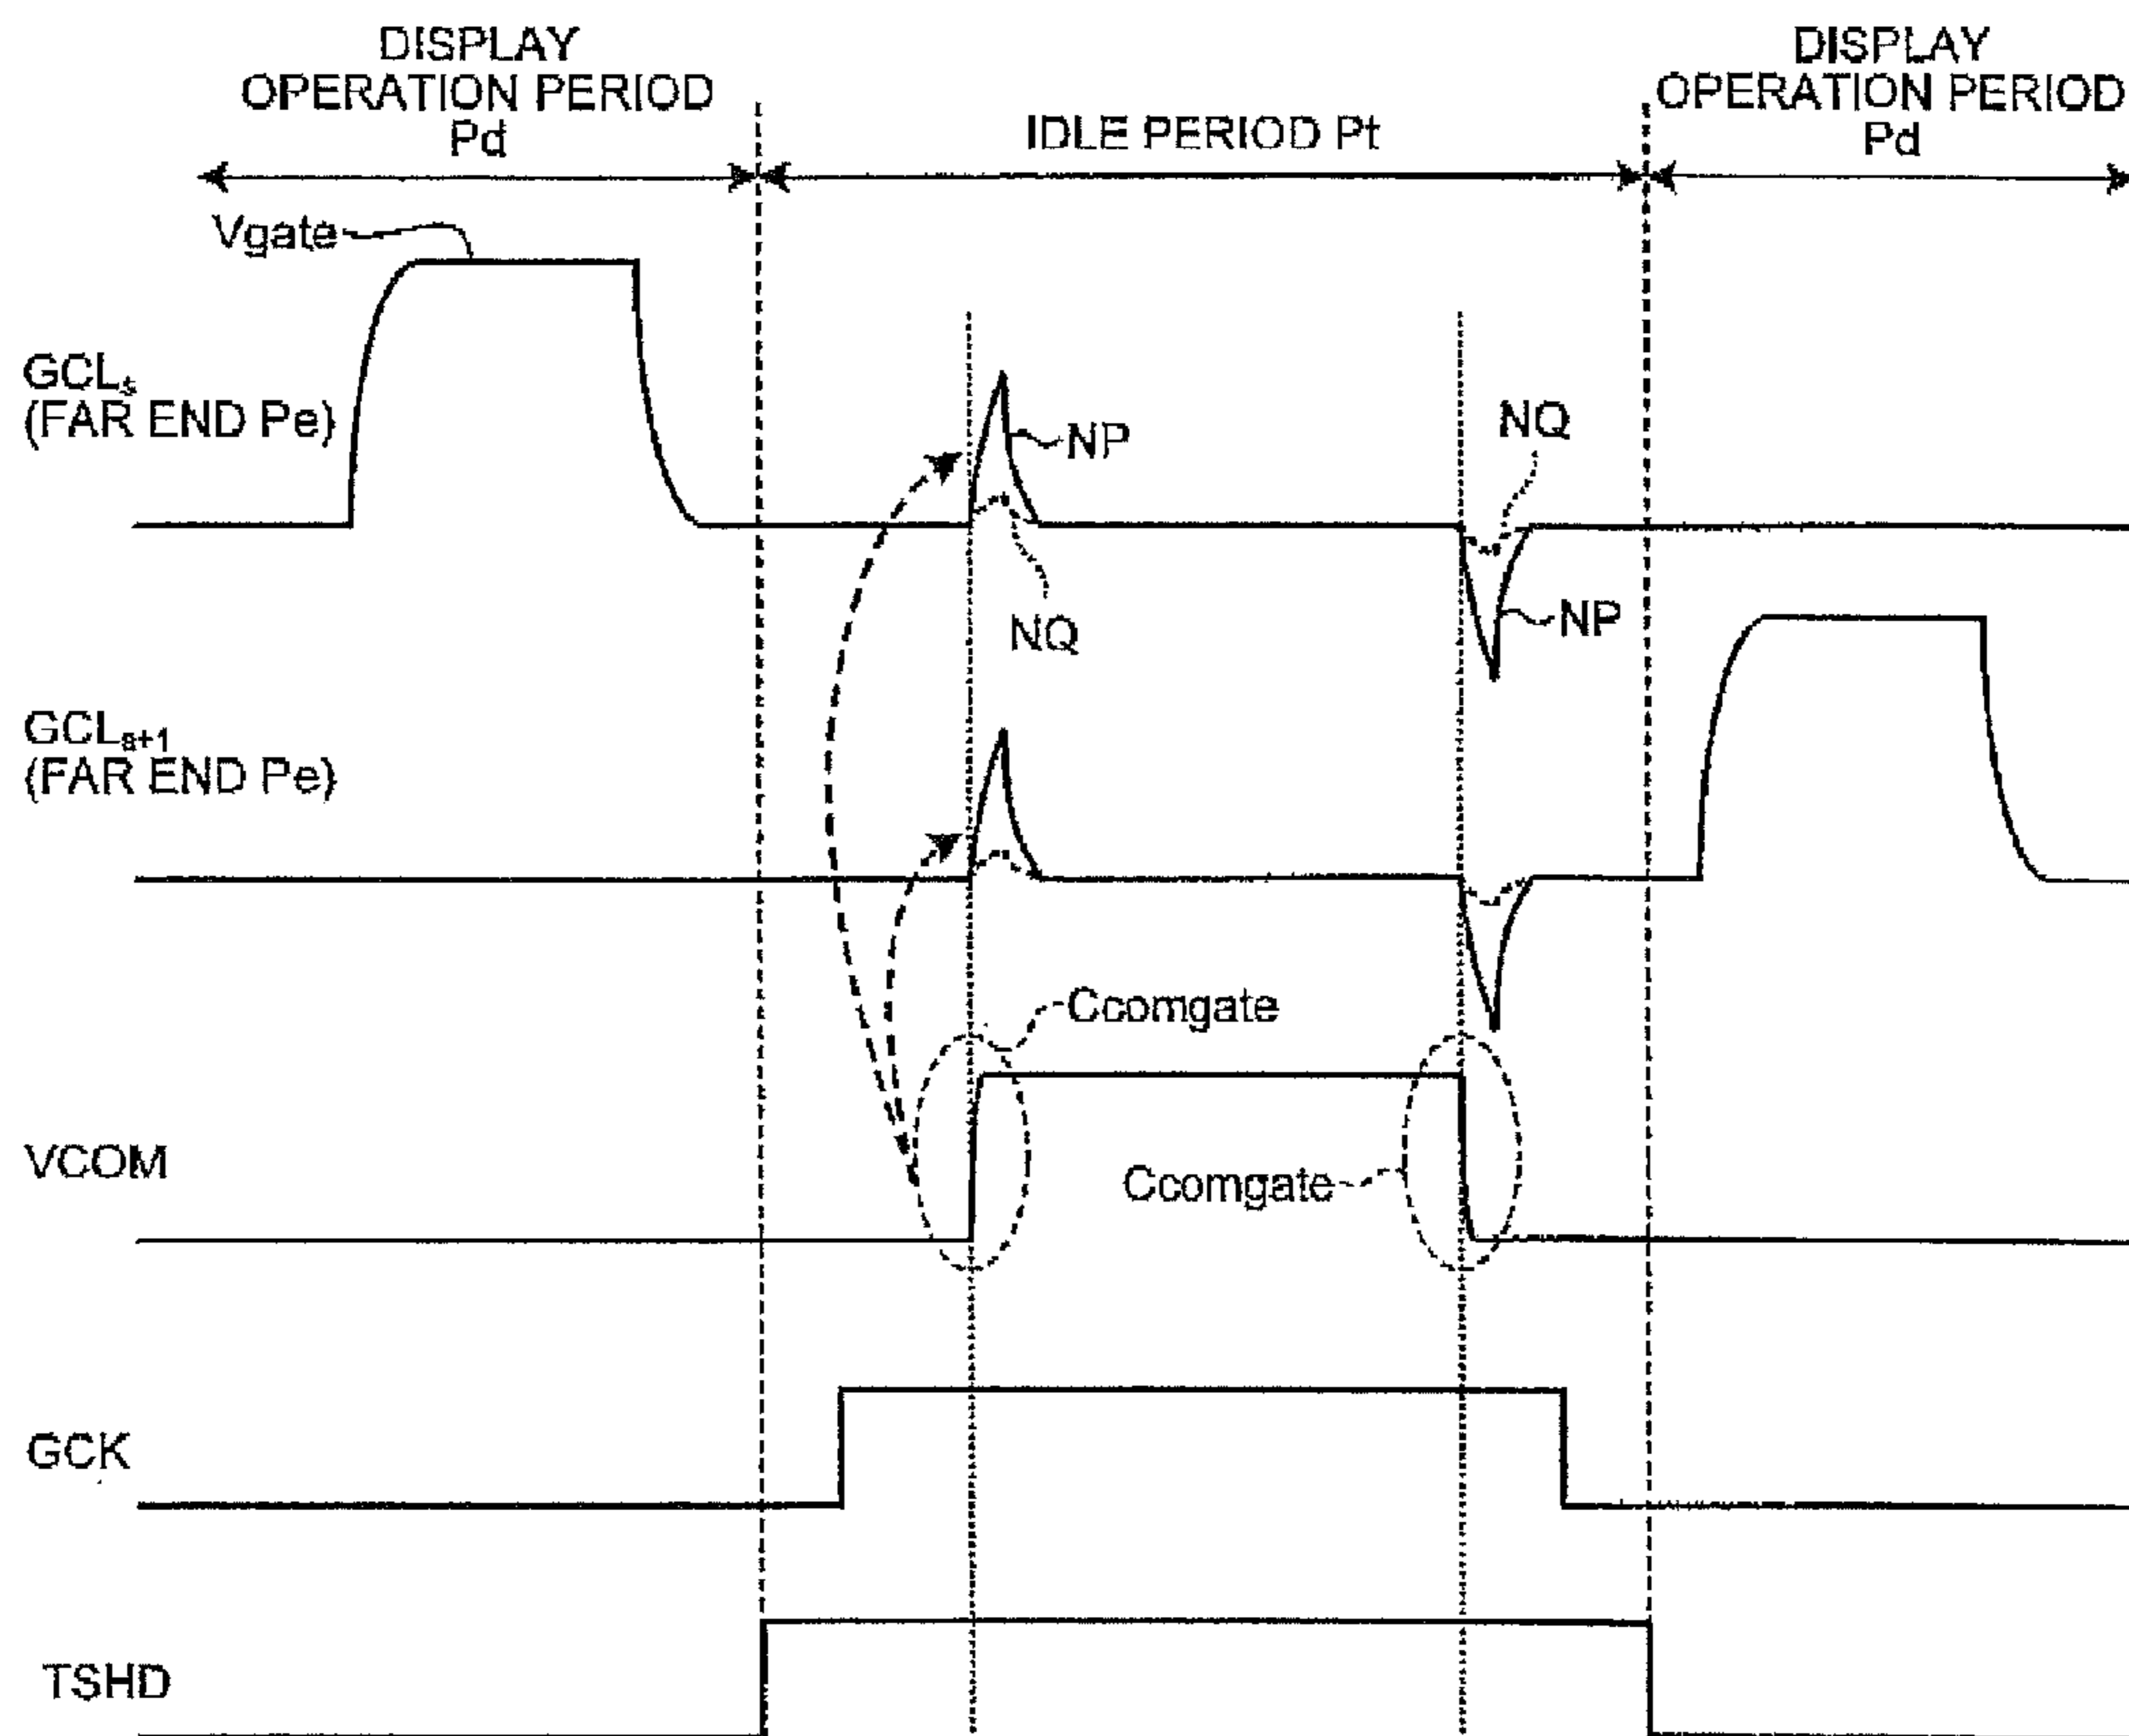 DISPLAY
OPERATION PERIOD
Pd
IDLE PERIOD Pt
DISPLAY
OPERATION PERIOD
Pd
Vgate
GCLs
(FAR END Pe)
NP
NQ
NQ
NP
GCLs+1
(FAR END Pe)
Ccomgate
VCOM
Ccomgate
GCK
TSHD